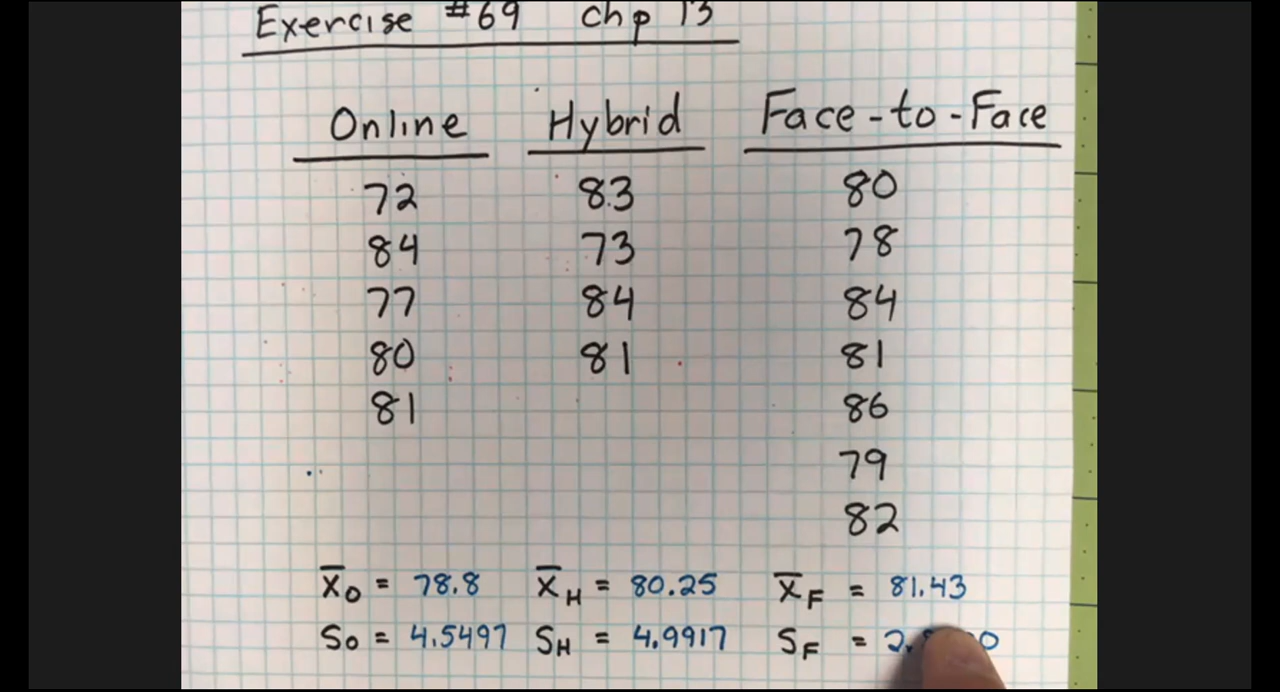 Exercise #69 Chp 13
Online Hybrid Face-to-Face
72 83 80
84 73 78
77 84 84
80 81 81
81 86
79
82
x̄O = 78.8 x̄H = 80.25 x̄F = 81.43
SO = 4.5497 SH = 4.9917 SF =